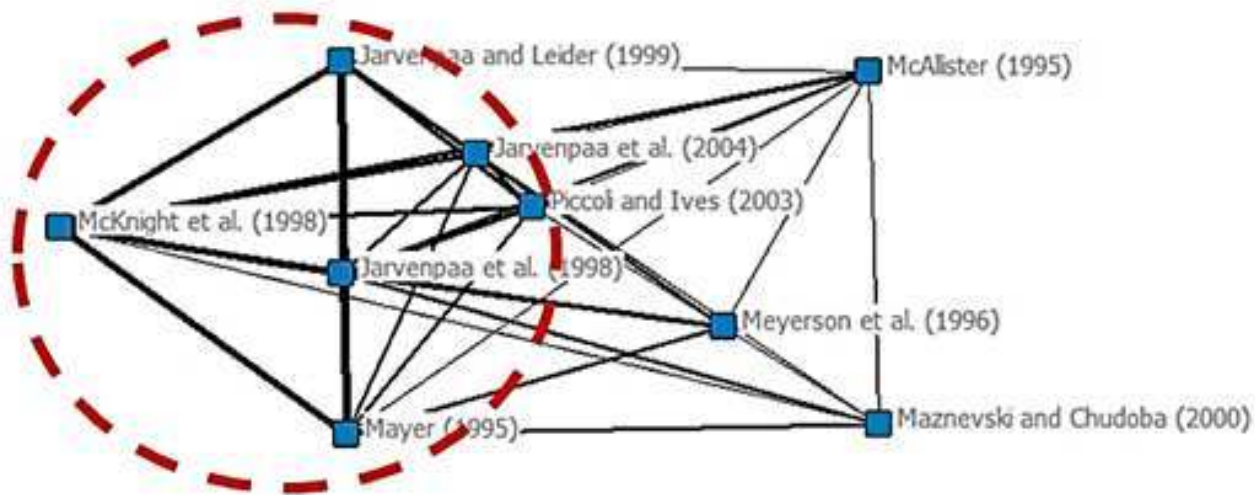 Jarvenpaa and Leider (1999)
McAlister (1995)
Jarvenpaa et al. (2004)
Piccoli and Ives (2003)
McKnight et al. (1998)
Jarvenpaa et al. (1998)
Meyerson et al. (1996)
Mayer (1995)
Maznevski and Chudoba (2000)